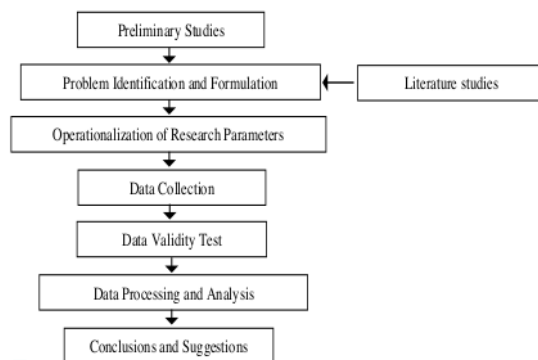 Preliminary Studies
Problem Identification and Formulation
Literature studies
Operationalization of Research Parameters
Data Collection
Data Validity Test
Data Processing and Analysis
Conclusions and Suggestions